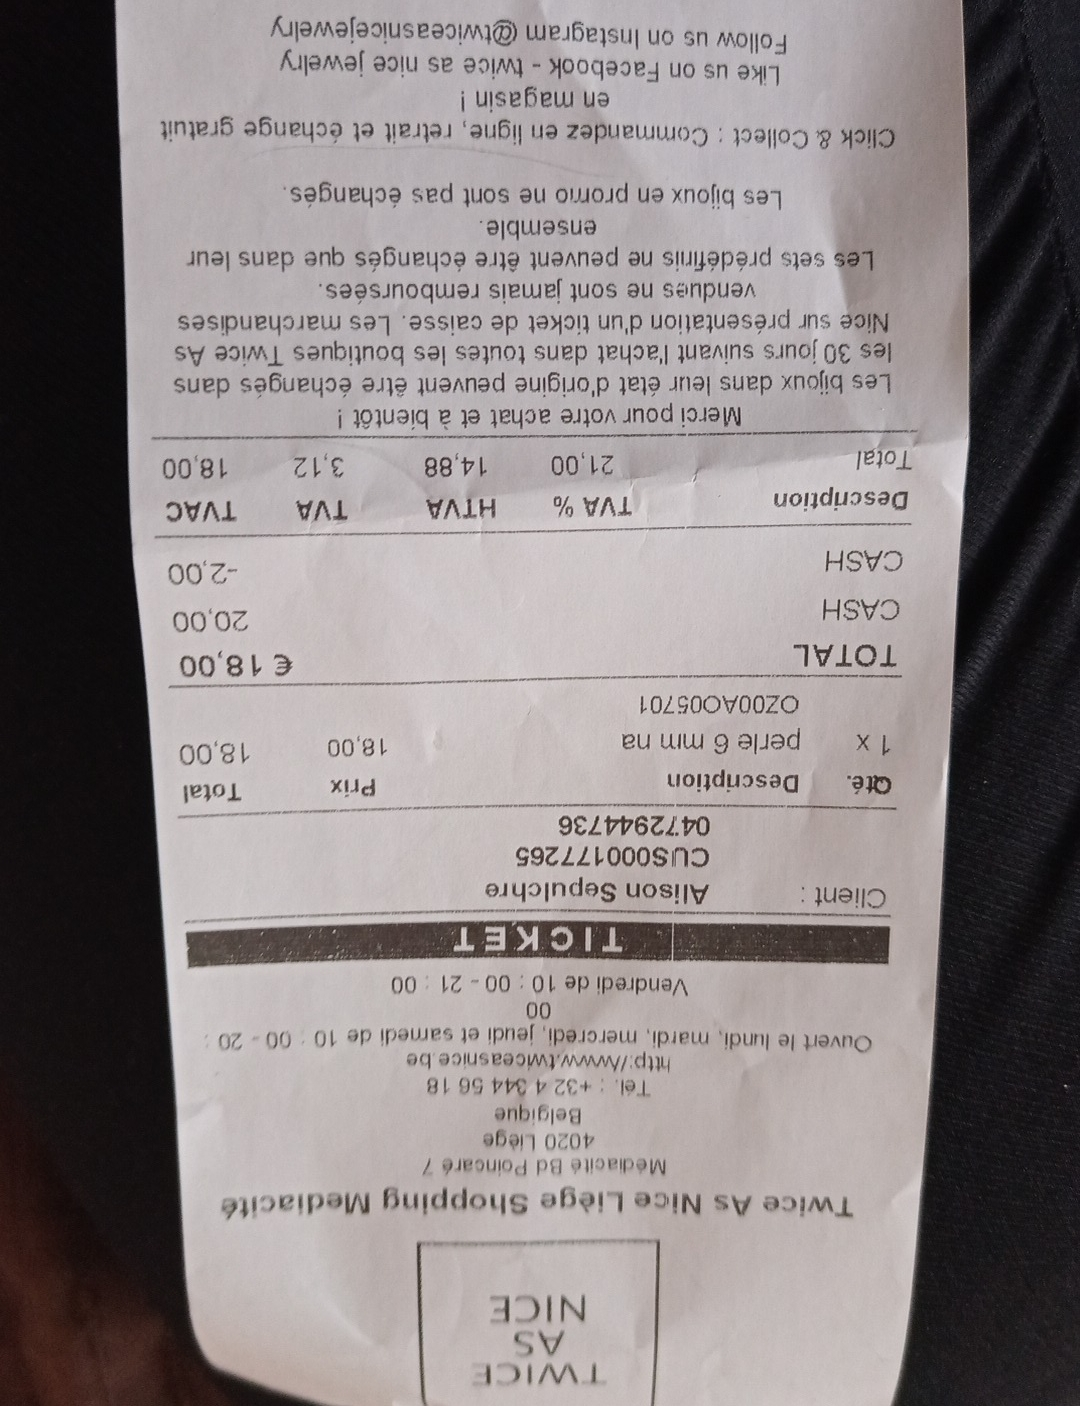 TWICE
AS
NICE
Twice As Nice Liège Shopping Mediacité
Médiacité Bd Poincaré 7
4020 Liège
Belgique
Tél. : +32 4 344 56 18
http://www.twiceasnice.be
Ouvert le lundi, mardi, mercredi, jeudi et samedi de 10 : 00 - 20 :
00
Vendredi de 10 : 00 - 21 : 00
TICKET
Client : Alison Sepulchre
CUS000177265
0472944736
Qté. Description Prix Total
1 x perle 6 mm na 18,00 18,00
OZ00AO05701
TOTAL € 18,00
CASH 20,00
CASH -2,00
Description TVA % HTVA TVA TVAC
Total 21,00 14,88 3,12 18,00
Merci pour votre achat et à bientôt !
Les bijoux dans leur état d'origine peuvent être échangés dans
les 30 jours suivant l'achat dans toutes les boutiques Twice As
Nice sur présentation d'un ticket de caisse. Les marchandises
vendues ne sont jamais remboursées.
Les sets prédéfinis ne peuvent être échangés que dans leur
ensemble.
Les bijoux en promo ne sont pas échangés.
Click & Collect : Commandez en ligne, retrait et échange gratuit
en magasin !
Like us on Facebook - twice as nice jewelry
Follow us on Instagram @twiceasnicejewelry